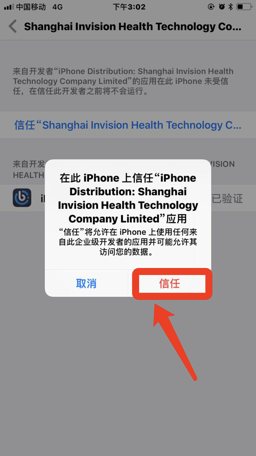 中国移动 4G 下午3:02
Shanghai Invision Health Technology Co...
来自开发者“iPhone Distribution: Shanghai Invision Health
Technology Company Limited”的应用在此 iPhone 未受信
任，在信任此开发者之前将不会运行。
信任“Shanghai Invision Health Technology C...
来自开发
VISION
HEALTH
已验证
在此 iPhone 上信任“iPhone
Distribution: Shanghai
Invision Health Technology
Company Limited”应用
“信任”将允许在 iPhone 上使用任何来
自此企业级开发者的应用并可能允许其
访问您的数据。
取消
信任